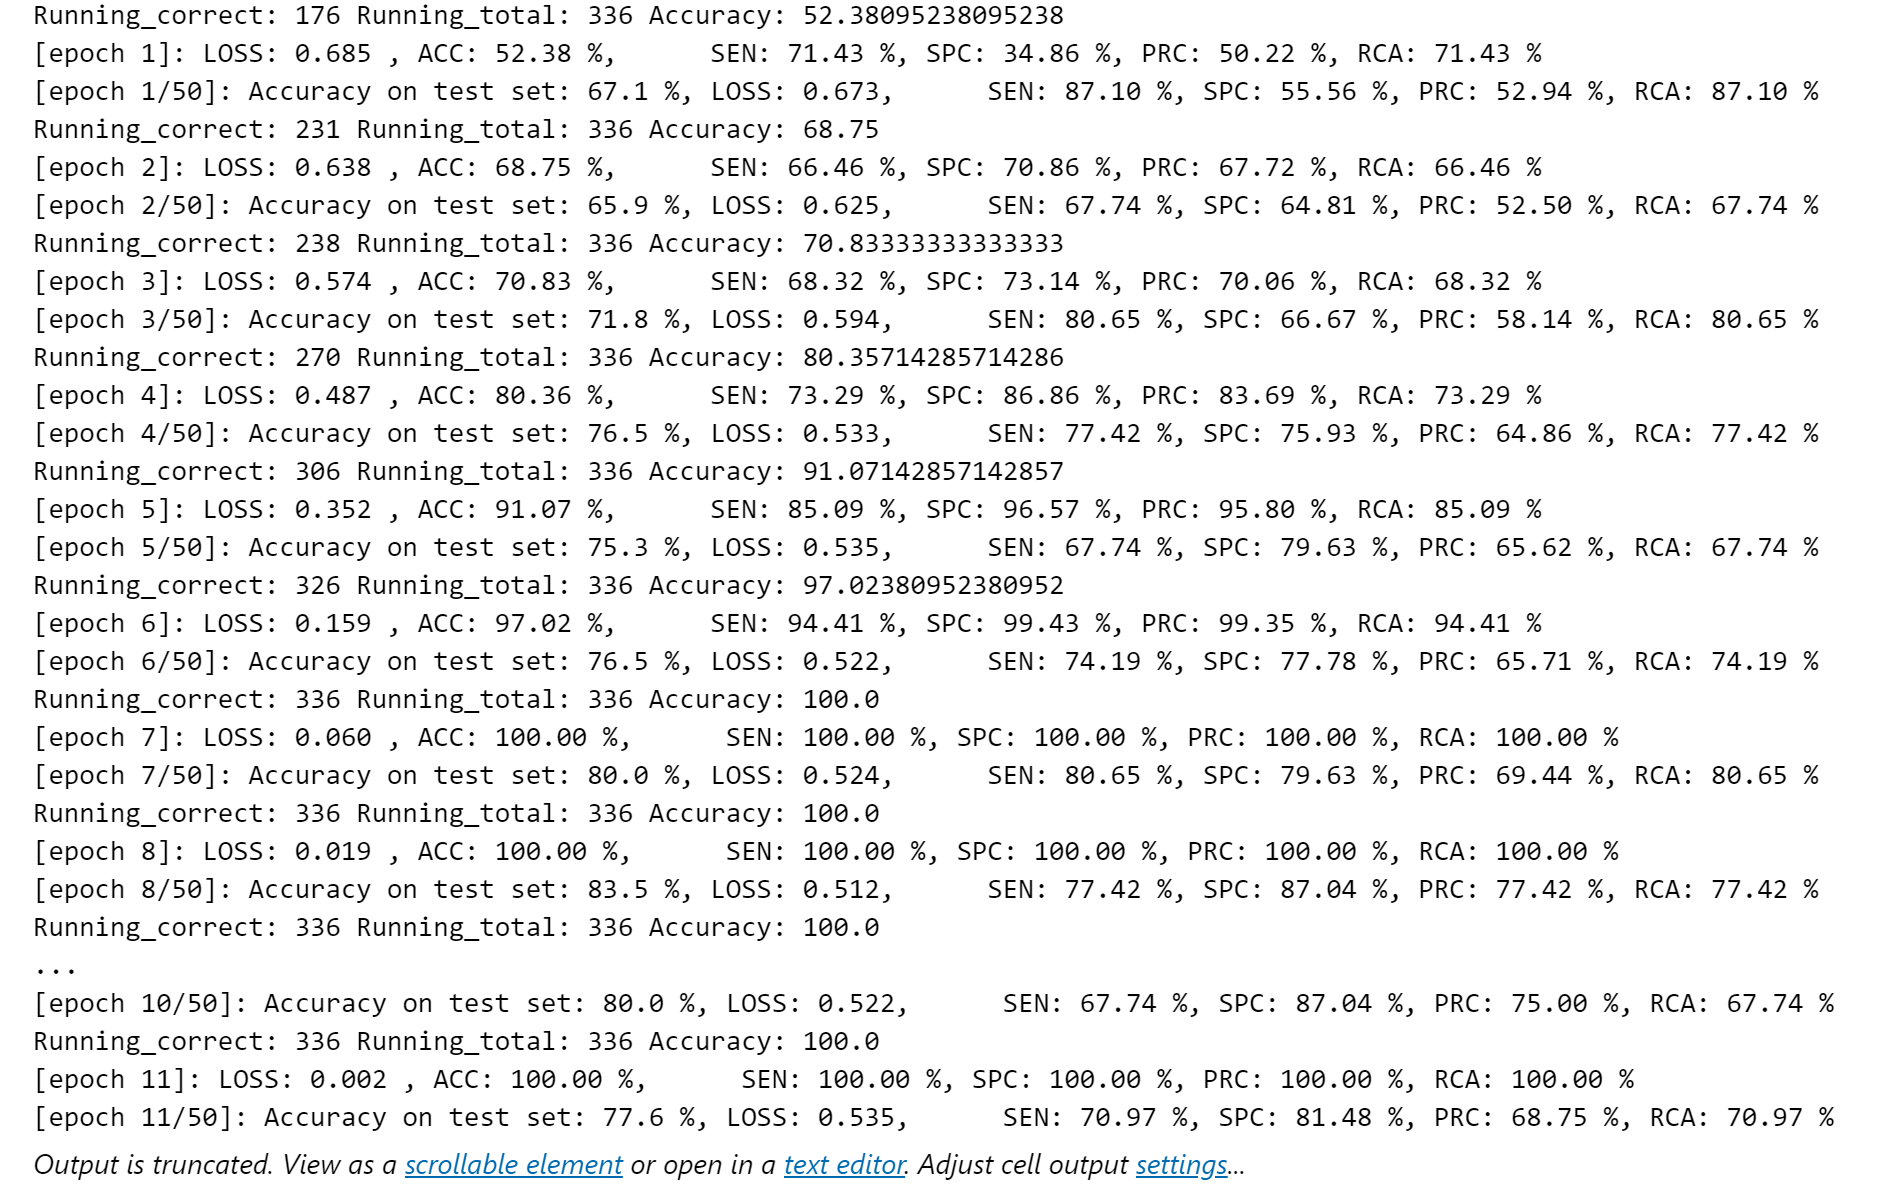 Running_correct: 176 Running_total: 336 Accuracy: 52.38095238095238
[epoch 1]: LOSS: 0.685 , ACC: 52.38 %,      SEN: 71.43 %, SPC: 34.86 %, PRC: 50.22 %, RCA: 71.43 %
[epoch 1/50]: Accuracy on test set: 67.1 %, LOSS: 0.673,      SEN: 87.10 %, SPC: 55.56 %, PRC: 52.94 %, RCA: 87.10 %
Running_correct: 231 Running_total: 336 Accuracy: 68.75
[epoch 2]: LOSS: 0.638 , ACC: 68.75 %,      SEN: 66.46 %, SPC: 70.86 %, PRC: 67.72 %, RCA: 66.46 %
[epoch 2/50]: Accuracy on test set: 65.9 %, LOSS: 0.625,      SEN: 67.74 %, SPC: 64.81 %, PRC: 52.50 %, RCA: 67.74 %
Running_correct: 238 Running_total: 336 Accuracy: 70.83333333333333
[epoch 3]: LOSS: 0.574 , ACC: 70.83 %,      SEN: 68.32 %, SPC: 73.14 %, PRC: 70.06 %, RCA: 68.32 %
[epoch 3/50]: Accuracy on test set: 71.8 %, LOSS: 0.594,      SEN: 80.65 %, SPC: 66.67 %, PRC: 58.14 %, RCA: 80.65 %
Running_correct: 270 Running_total: 336 Accuracy: 80.35714285714286
[epoch 4]: LOSS: 0.487 , ACC: 80.36 %,      SEN: 73.29 %, SPC: 86.86 %, PRC: 83.69 %, RCA: 73.29 %
[epoch 4/50]: Accuracy on test set: 76.5 %, LOSS: 0.533,      SEN: 77.42 %, SPC: 75.93 %, PRC: 64.86 %, RCA: 77.42 %
Running_correct: 306 Running_total: 336 Accuracy: 91.07142857142857
[epoch 5]: LOSS: 0.352 , ACC: 91.07 %,      SEN: 85.09 %, SPC: 96.57 %, PRC: 95.80 %, RCA: 85.09 %
[epoch 5/50]: Accuracy on test set: 75.3 %, LOSS: 0.535,      SEN: 67.74 %, SPC: 79.63 %, PRC: 65.62 %, RCA: 67.74 %
Running_correct: 326 Running_total: 336 Accuracy: 97.02380952380952
[epoch 6]: LOSS: 0.159 , ACC: 97.02 %,      SEN: 94.41 %, SPC: 99.43 %, PRC: 99.35 %, RCA: 94.41 %
[epoch 6/50]: Accuracy on test set: 76.5 %, LOSS: 0.522,      SEN: 74.19 %, SPC: 77.78 %, PRC: 65.71 %, RCA: 74.19 %
Running_correct: 336 Running_total: 336 Accuracy: 100.0
[epoch 7]: LOSS: 0.060 , ACC: 100.00 %,      SEN: 100.00 %, SPC: 100.00 %, PRC: 100.00 %, RCA: 100.00 %
[epoch 7/50]: Accuracy on test set: 80.0 %, LOSS: 0.524,      SEN: 80.65 %, SPC: 79.63 %, PRC: 69.44 %, RCA: 80.65 %
Running_correct: 336 Running_total: 336 Accuracy: 100.0
[epoch 8]: LOSS: 0.019 , ACC: 100.00 %,      SEN: 100.00 %, SPC: 100.00 %, PRC: 100.00 %, RCA: 100.00 %
[epoch 8/50]: Accuracy on test set: 83.5 %, LOSS: 0.512,      SEN: 77.42 %, SPC: 87.04 %, PRC: 77.42 %, RCA: 77.42 %
Running_correct: 336 Running_total: 336 Accuracy: 100.0
...
[epoch 10/50]: Accuracy on test set: 80.0 %, LOSS: 0.522,      SEN: 67.74 %, SPC: 87.04 %, PRC: 75.00 %, RCA: 67.74 %
Running_correct: 336 Running_total: 336 Accuracy: 100.0
[epoch 11]: LOSS: 0.002 , ACC: 100.00 %,      SEN: 100.00 %, SPC: 100.00 %, PRC: 100.00 %, RCA: 100.00 %
[epoch 11/50]: Accuracy on test set: 77.6 %, LOSS: 0.535,      SEN: 70.97 %, SPC: 81.48 %, PRC: 68.75 %, RCA: 70.97 %
Output is truncated. View as a scrollable element or open in a text editor. Adjust cell output settings...